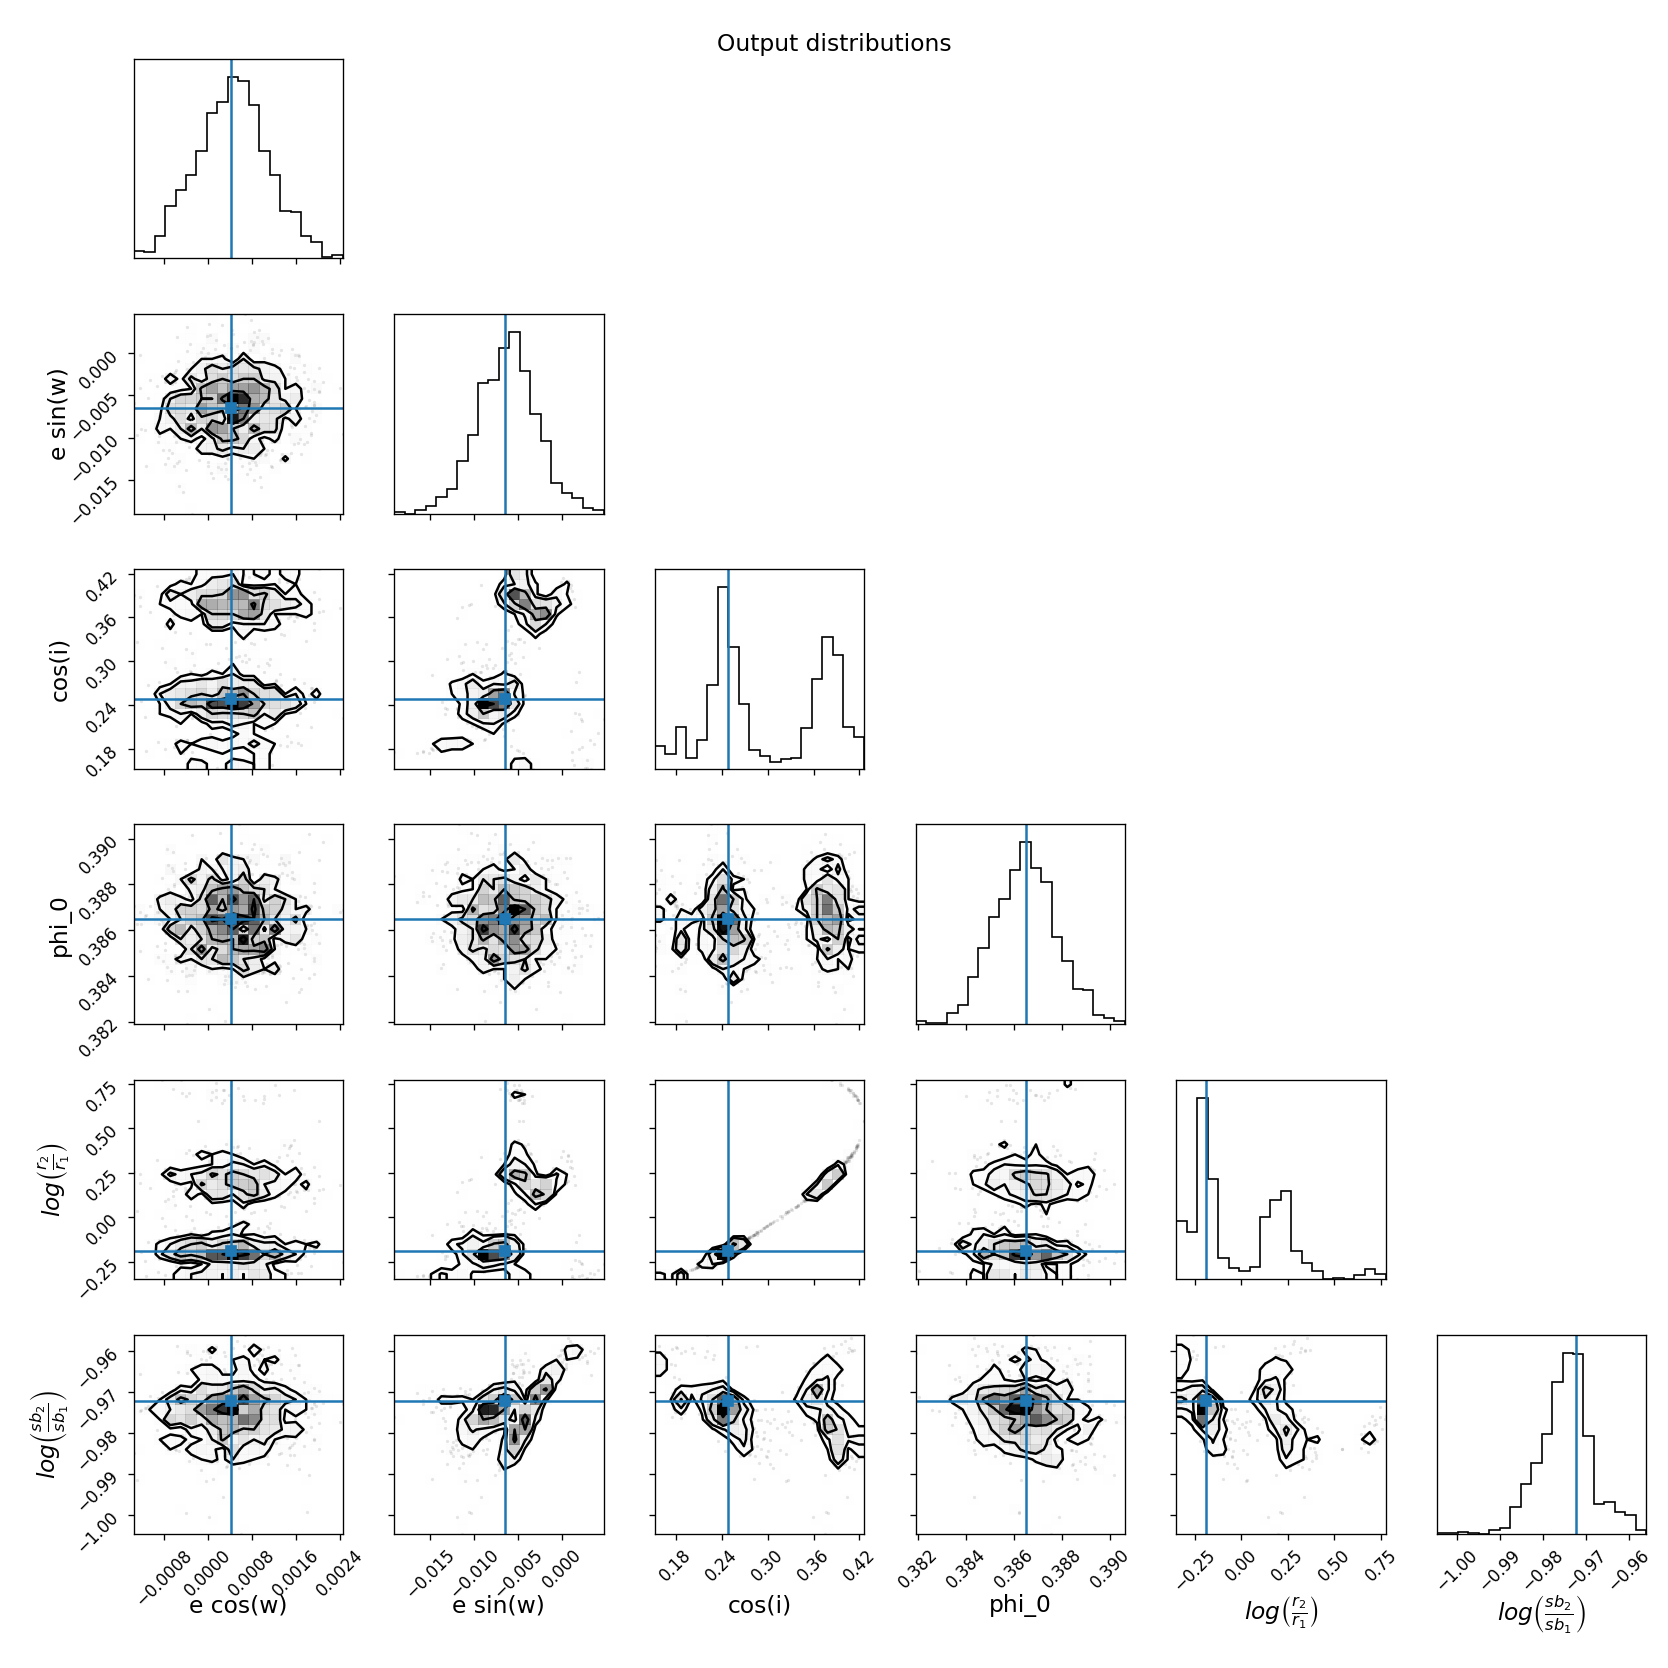 Output distributions
e sin(w)
0.000
−0.005
−0.010
−0.015
cos(i)
0.42
0.36
0.30
0.24
0.18
phi_0
0.390
0.388
0.386
0.384
0.382
log(r₂/r₁)
0.75
0.50
0.25
0.00
−0.25
log(sb₂/sb₁)
−0.96
−0.97
−0.98
−0.99
−1.00
−0.0008 0.0000 0.0008 0.0016 0.0024
−0.015 −0.010 −0.005 0.000
0.18 0.24 0.30 0.36 0.42
0.382 0.384 0.386 0.388 0.390
−0.25 0.00 0.25 0.50 0.75
−1.00 −0.99 −0.98 −0.97 −0.96
e cos(w) e sin(w) cos(i) phi_0 log(r₂/r₁) log(sb₂/sb₁)